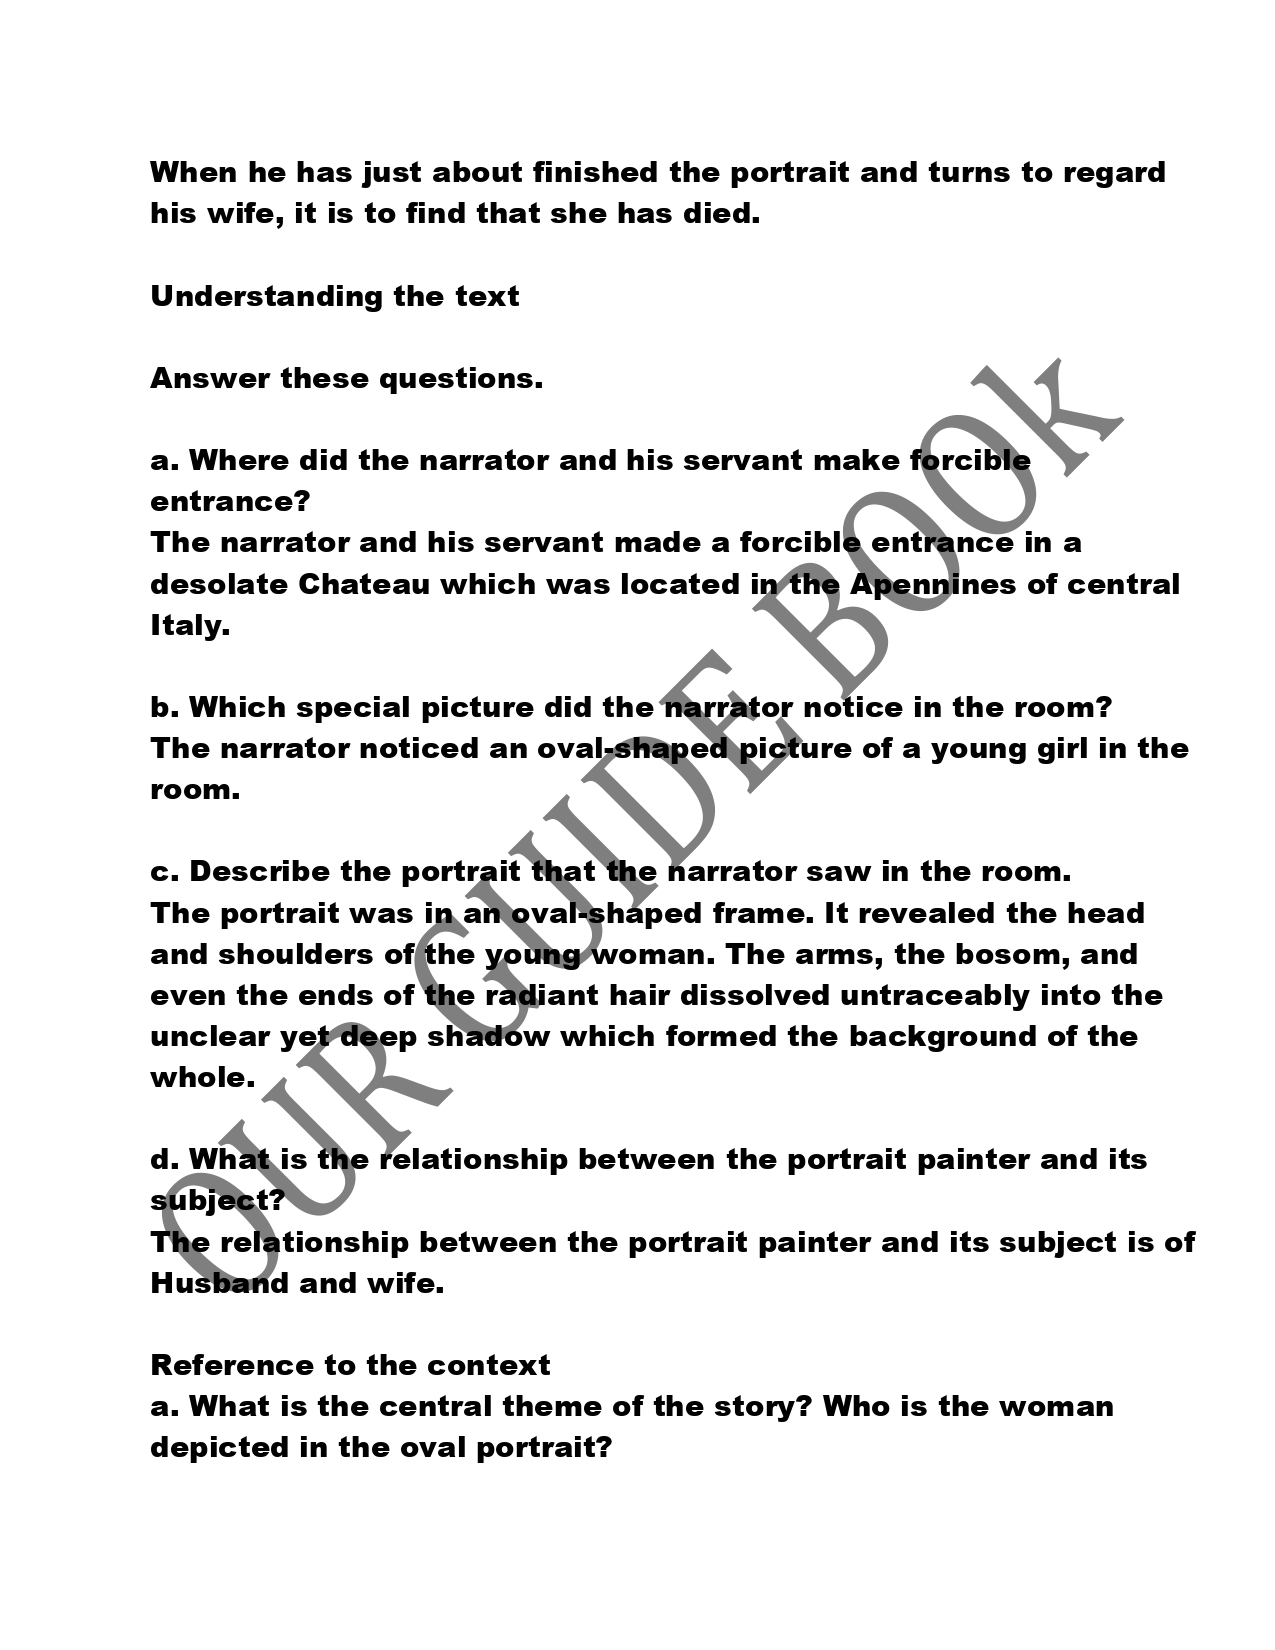 When he has just about finished the portrait and turns to regard
his wife, it is to find that she has died.
Understanding the text
Answer these questions.
a. Where did the narrator and his servant make forcible
entrance?
The narrator and his servant made a forcible entrance in a
desolate Chateau which was located in the Apennines of central
Italy.
b. Which special picture did the narrator notice in the room?
The narrator noticed an oval-shaped picture of a young girl in the
room.
c. Describe the portrait that the narrator saw in the room.
The portrait was in an oval-shaped frame. It revealed the head
and shoulders of the young woman. The arms, the bosom, and
even the ends of the radiant hair dissolved untraceably into the
unclear yet deep shadow which formed the background of the
whole.
d. What is the relationship between the portrait painter and its
subject?
The relationship between the portrait painter and its subject is of
Husband and wife.
Reference to the context
a. What is the central theme of the story? Who is the woman
depicted in the oval portrait?
OUR GUIDE BOOk